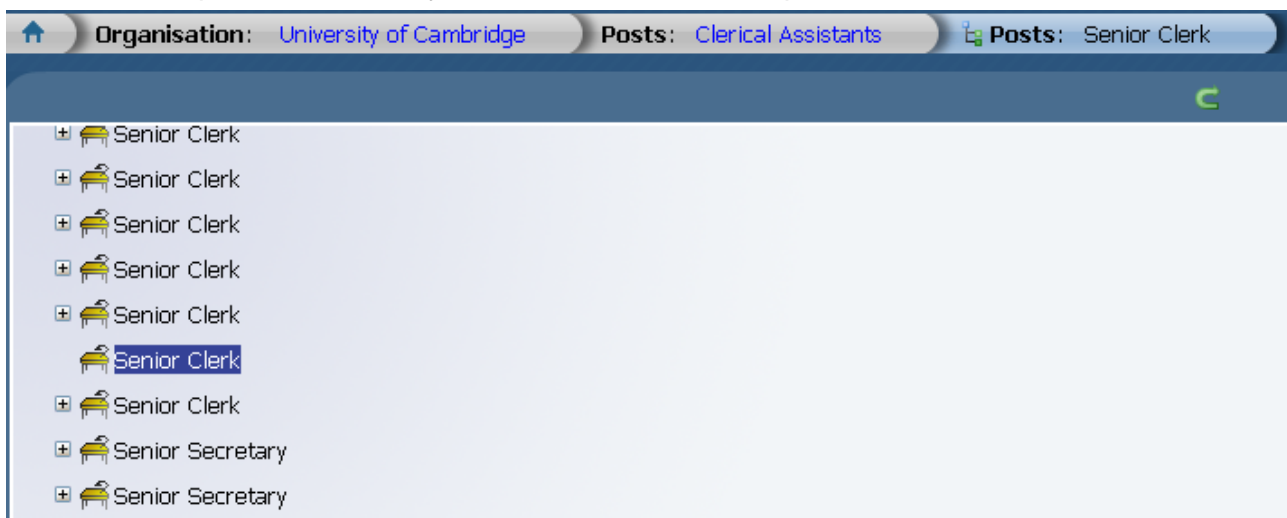 Organisation: University of Cambridge Posts: Clerical Assistants Posts: Senior Clerk
Senior Clerk
Senior Clerk
Senior Clerk
Senior Clerk
Senior Clerk
Senior Clerk
Senior Clerk
Senior Secretary
Senior Secretary